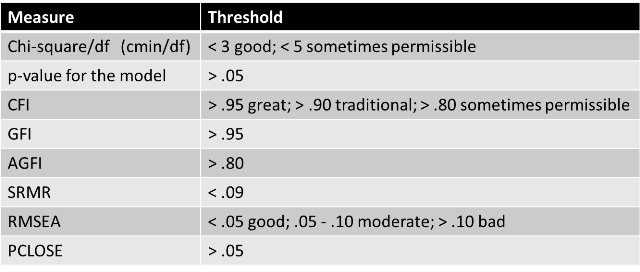 Measure Threshold
Chi-square/df (cmin/df) < 3 good; < 5 sometimes permissible
p-value for the model > .05
CFI > .95 great; > .90 traditional; > .80 sometimes permissible
GFI > .95
AGFI > .80
SRMR < .09
RMSEA < .05 good; .05 - .10 moderate; > .10 bad
PCLOSE > .05